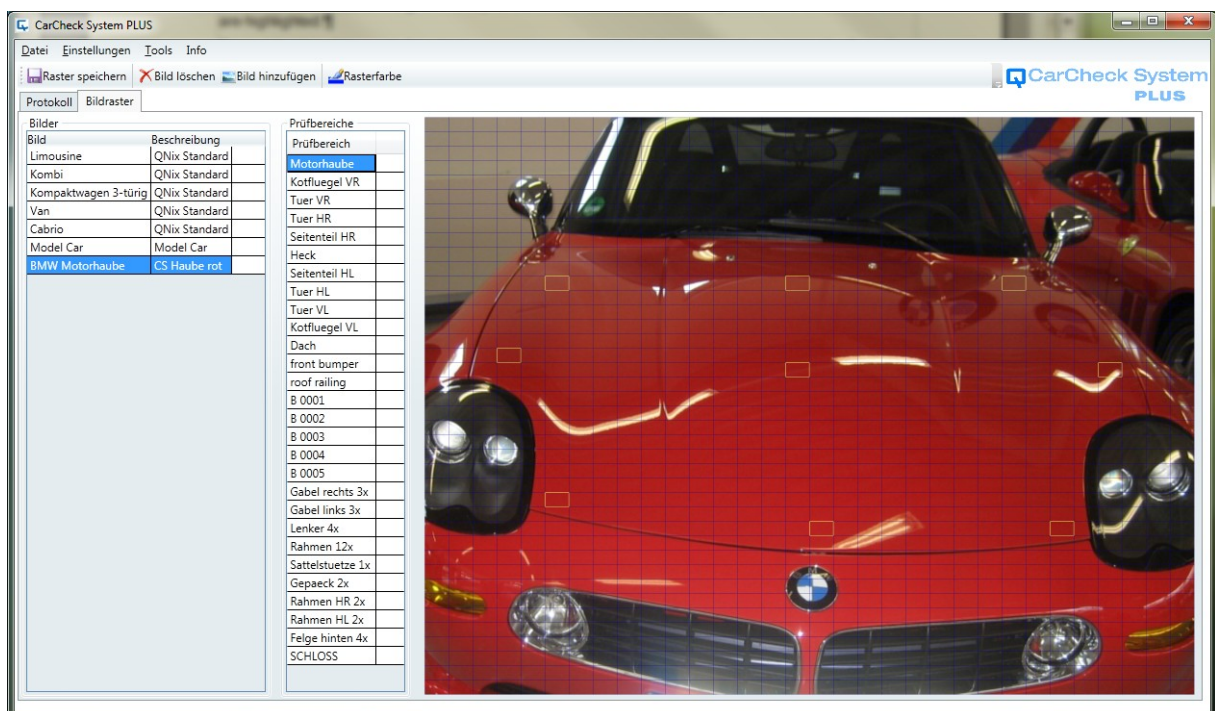 are highlighted ¶
CarCheck System PLUS
Datei Einstellungen Tools Info
Raster speichern Bild löschen Bild hinzufügen Rasterfarbe
CarCheck System
PLUS
Protokoll Bildraster
Bilder
Bild Beschreibung
Limousine QNix Standard
Kombi QNix Standard
Kompaktwagen 3-türig QNix Standard
Van QNix Standard
Cabrio QNix Standard
Model Car Model Car
BMW Motorhaube CS Haube rot
Prüfbereiche
Prüfbereich
Motorhaube
Kotfluegel VR
Tuer VR
Tuer HR
Seitenteil HR
Heck
Seitenteil HL
Tuer HL
Tuer VL
Kotfluegel VL
Dach
front bumper
roof railing
B 0001
B 0002
B 0003
B 0004
B 0005
Gabel rechts 3x
Gabel links 3x
Lenker 4x
Rahmen 12x
Sattelstuetze 1x
Gepaeck 2x
Rahmen HR 2x
Rahmen HL 2x
Felge hinten 4x
SCHLOSS